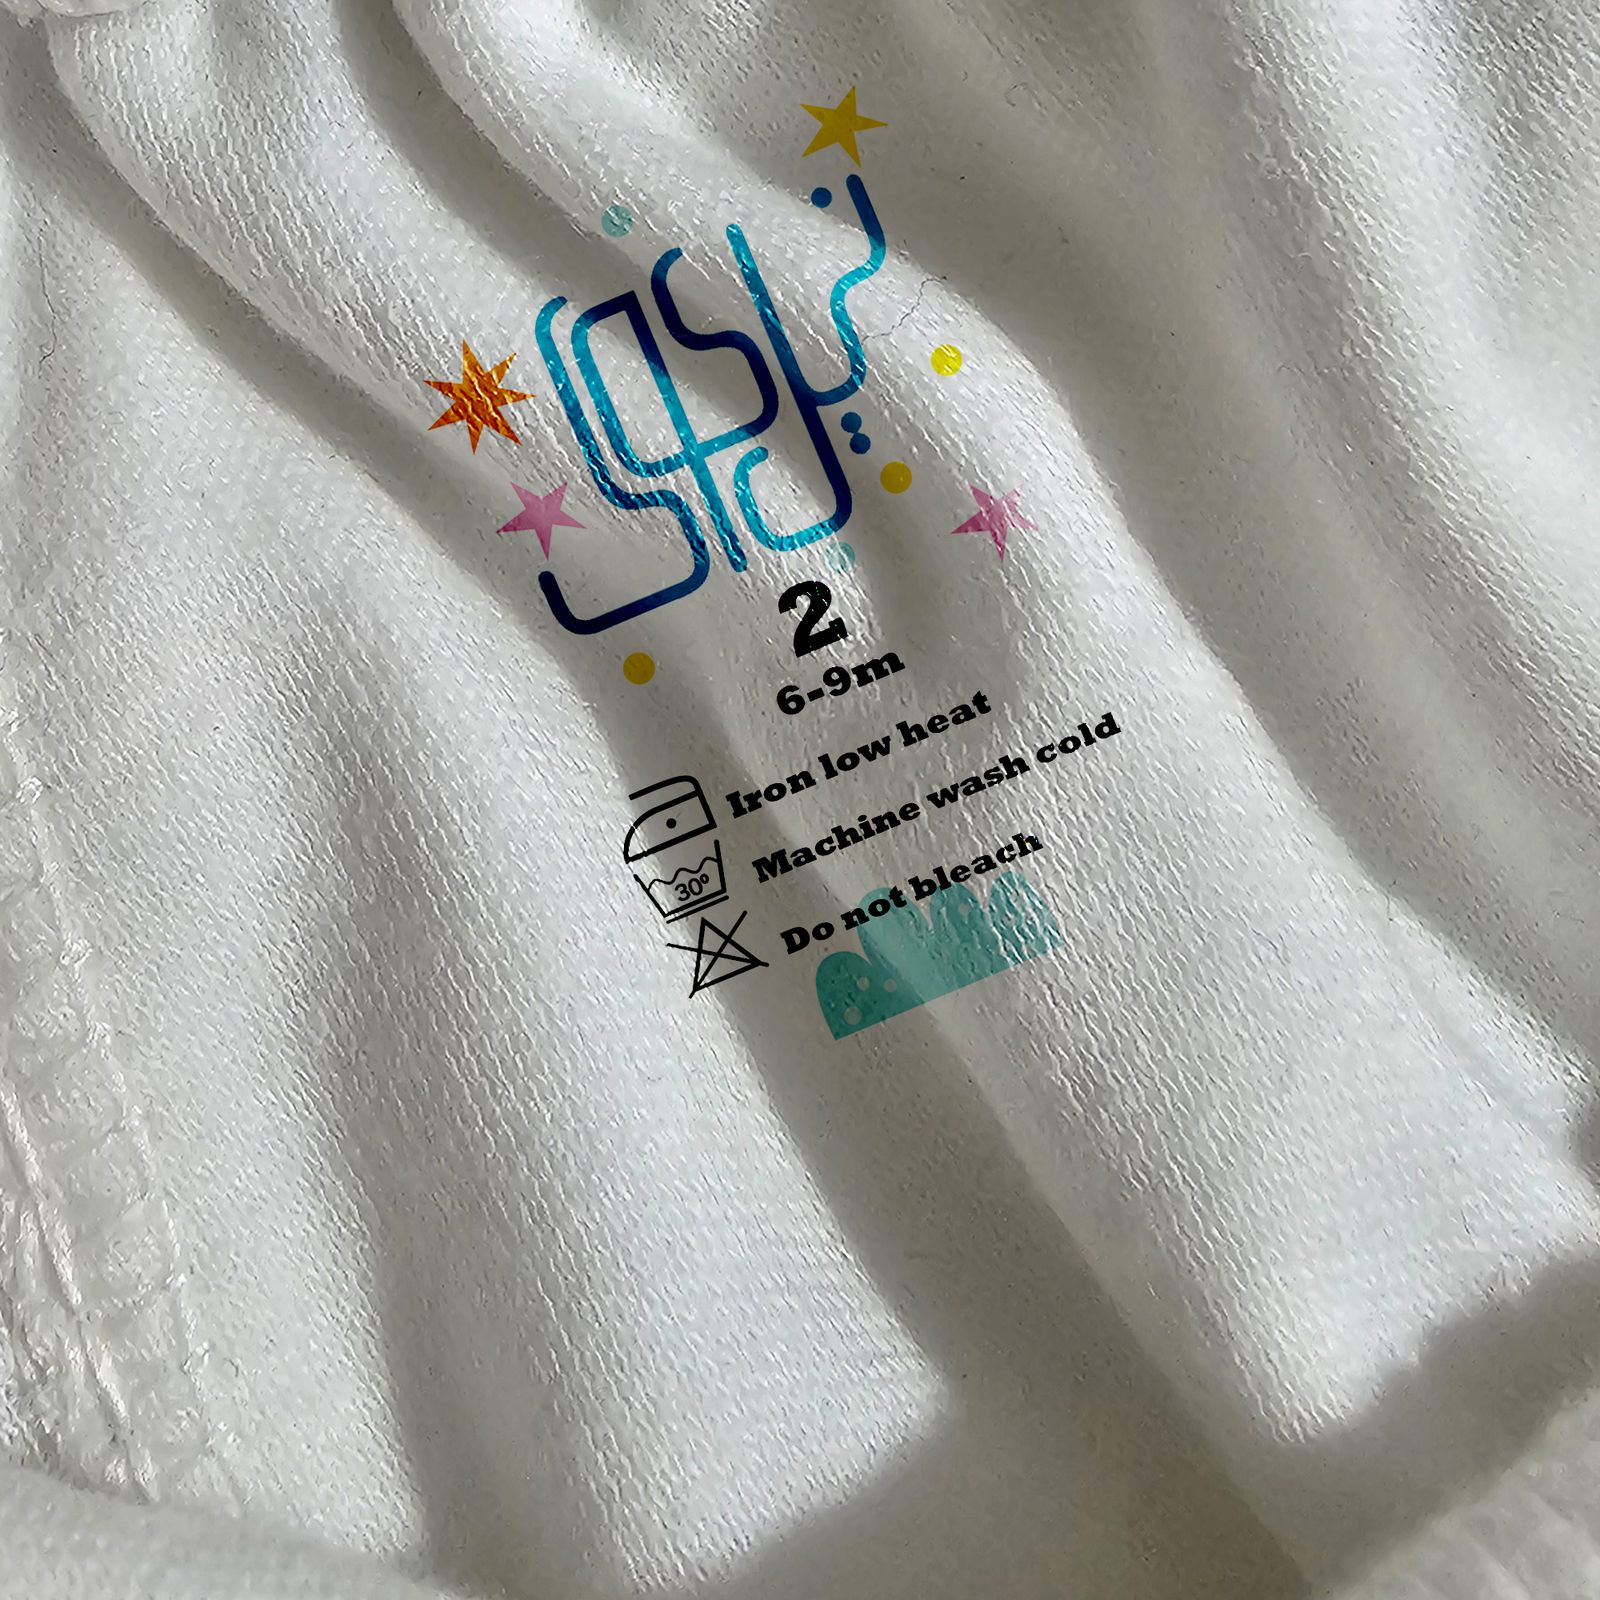 2
6-9m
Iron low heat
Machine wash cold
30°
Do not bleach